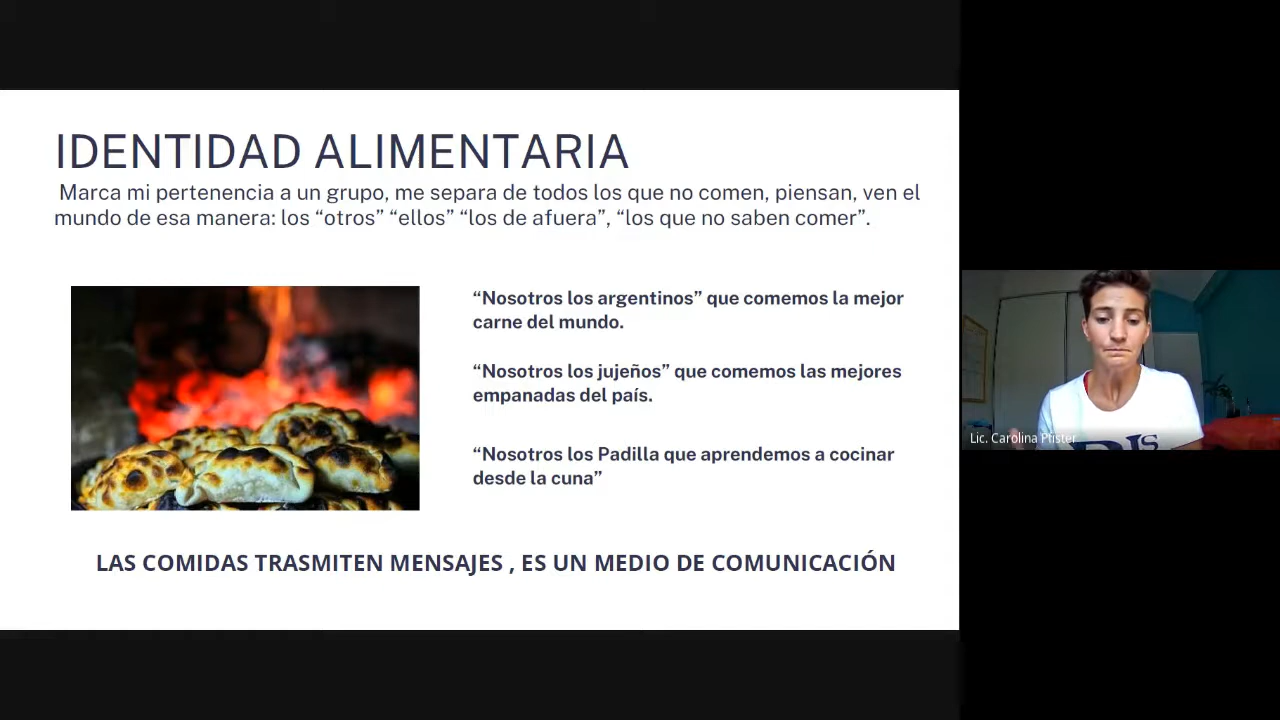 IDENTIDAD ALIMENTARIA
Marca mi pertenencia a un grupo, me separa de todos los que no comen, piensan, ven el
mundo de esa manera: los “otros” “ellos” “los de afuera”, “los que no saben comer”.
“Nosotros los argentinos” que comemos la mejor
carne del mundo.
“Nosotros los jujeños” que comemos las mejores
empanadas del país.
“Nosotros los Padilla que aprendemos a cocinar
desde la cuna”
LAS COMIDAS TRASMITEN MENSAJES , ES UN MEDIO DE COMUNICACIÓN
Lic. Carolina Pfister